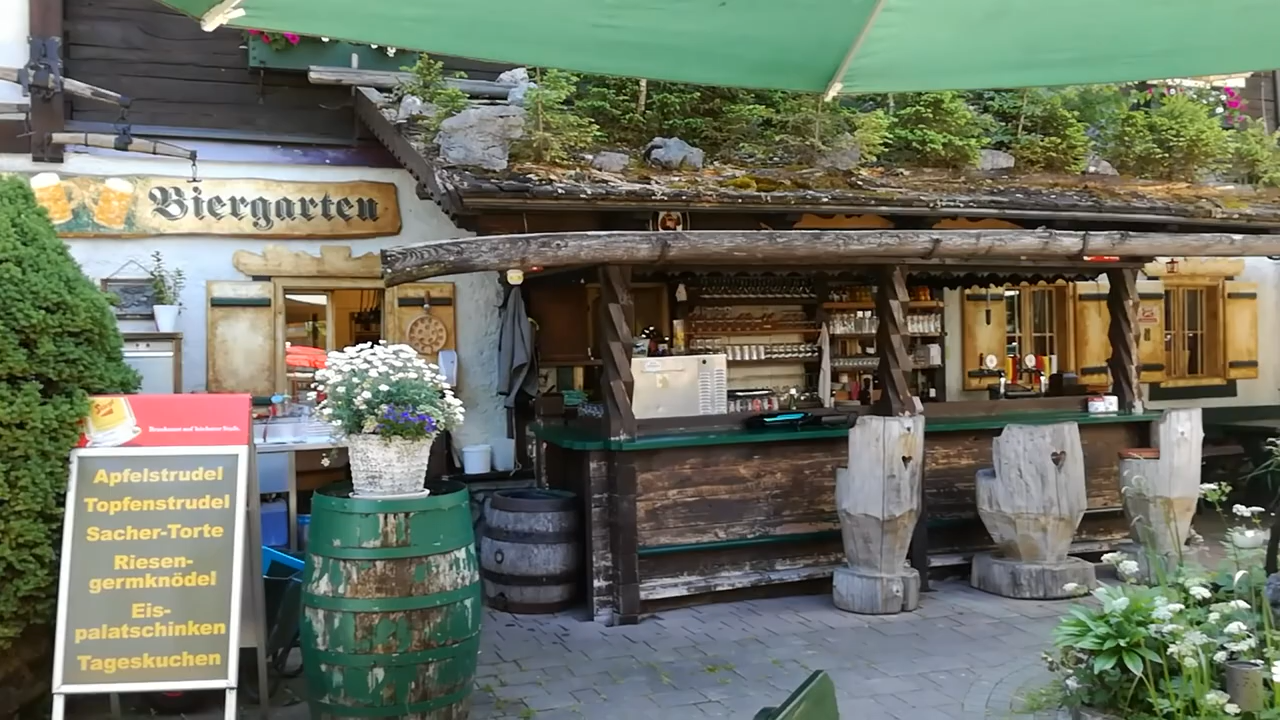 Biergarten
Apfelstrudel
Topfenstrudel
Sacher-Torte
Riesen-
germknödel
Eis-
palatschinken
Tageskuchen